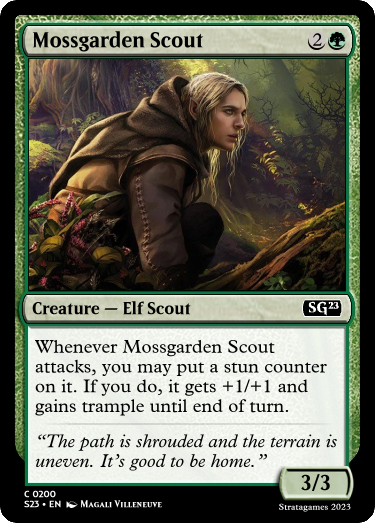 Mossgarden Scout 2
Creature — Elf Scout SG23
Whenever Mossgarden Scout
attacks, you may put a stun counter
on it. If you do, it gets +1/+1 and
gains trample until end of turn.
“The path is shrouded and the terrain is
uneven. It’s good to be home.”
3/3
C 0200
S23 • EN Magali Villeneuve
Stratagames 2023